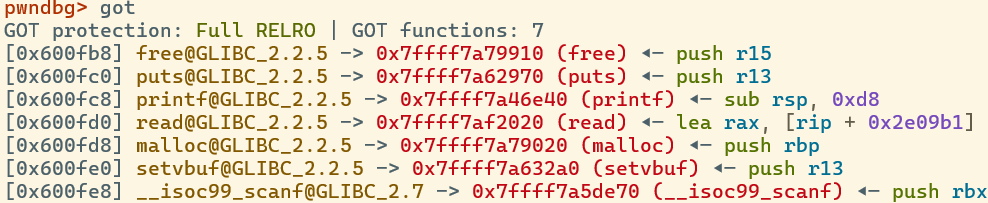 pwndbg> got
GOT protection: Full RELRO | GOT functions: 7
[0x600fb8] free@GLIBC_2.2.5 -> 0x7ffff7a79910 (free) ◂— push r15
[0x600fc0] puts@GLIBC_2.2.5 -> 0x7ffff7a62970 (puts) ◂— push r13
[0x600fc8] printf@GLIBC_2.2.5 -> 0x7ffff7a46e40 (printf) ◂— sub rsp, 0xd8
[0x600fd0] read@GLIBC_2.2.5 -> 0x7ffff7af2020 (read) ◂— lea rax, [rip + 0x2e09b1]
[0x600fd8] malloc@GLIBC_2.2.5 -> 0x7ffff7a79020 (malloc) ◂— push rbp
[0x600fe0] setvbuf@GLIBC_2.2.5 -> 0x7ffff7a632a0 (setvbuf) ◂— push r13
[0x600fe8] __isoc99_scanf@GLIBC_2.7 -> 0x7ffff7a5de70 (__isoc99_scanf) ◂— push rbx